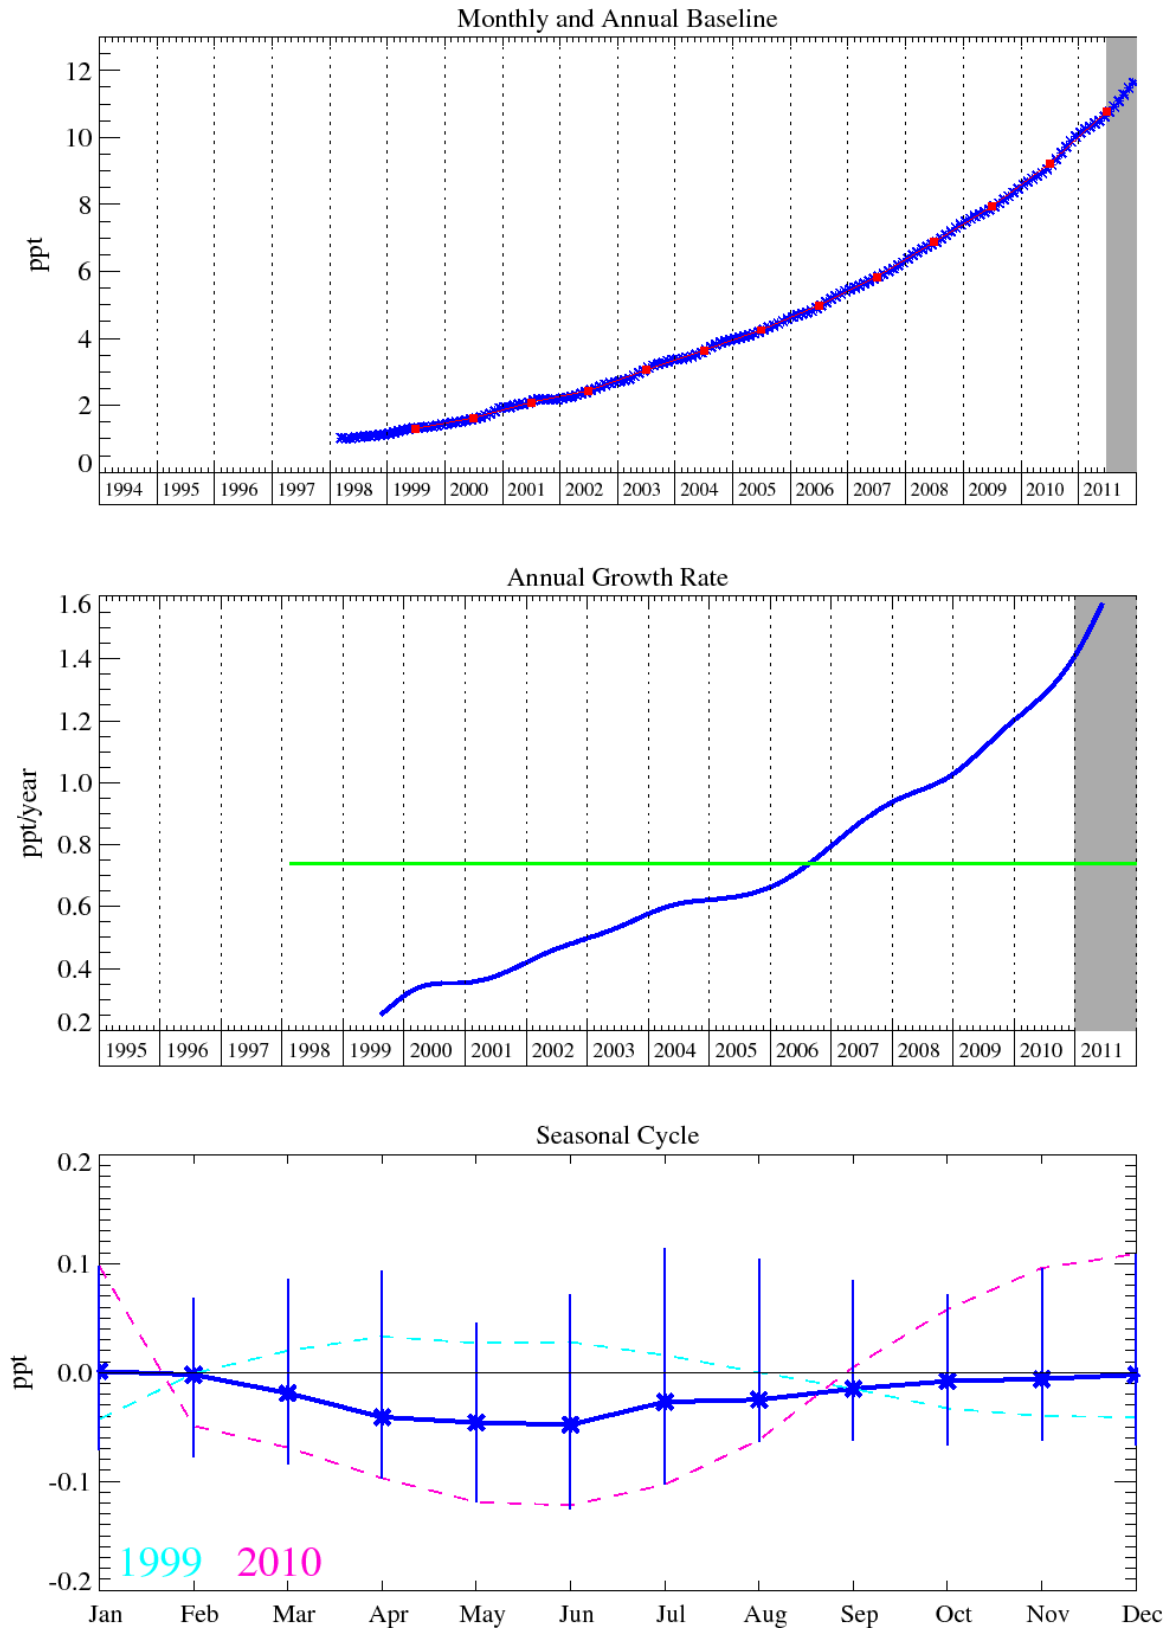 Monthly and Annual Baseline
12
10
8
6
4
2
0
ppt
1994 1995 1996 1997 1998 1999 2000 2001 2002 2003 2004 2005 2006 2007 2008 2009 2010 2011
Annual Growth Rate
1.6
1.4
1.2
1.0
0.8
0.6
0.4
0.2
ppt/year
1995 1996 1997 1998 1999 2000 2001 2002 2003 2004 2005 2006 2007 2008 2009 2010 2011
Seasonal Cycle
0.2
0.1
0.0
-0.1
-0.2
ppt
1999 2010
Jan Feb Mar Apr May Jun Jul Aug Sep Oct Nov Dec